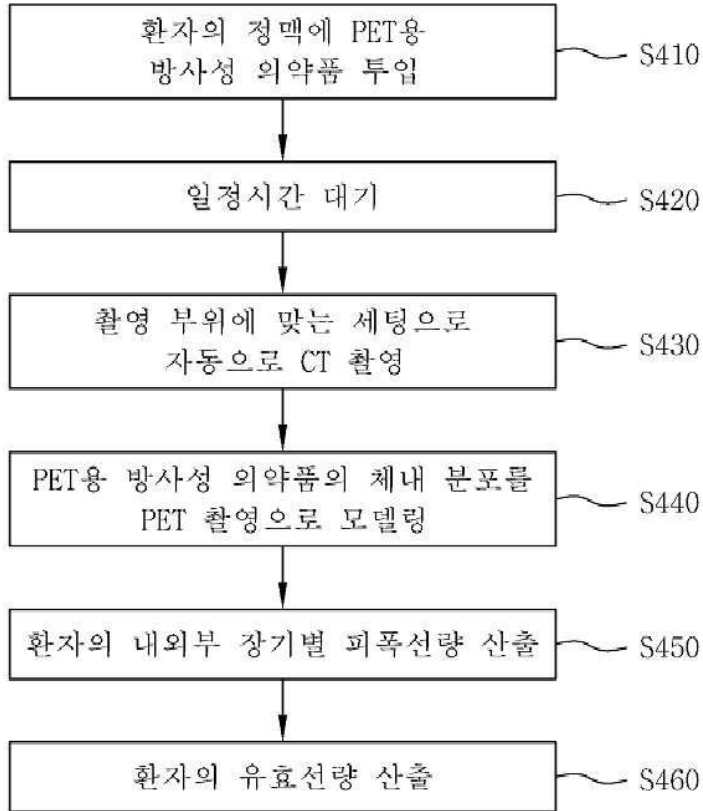 환자의 정맥에 PET용
방사성 의약품 투입
S410
일정시간 대기
S420
촬영 부위에 맞는 세팅으로
자동으로 CT 촬영
S430
PET용 방사성 의약품의 체내 분포를
PET 촬영으로 모델링
S440
환자의 내외부 장기별 피폭선량 산출
S450
환자의 유효선량 산출
S460